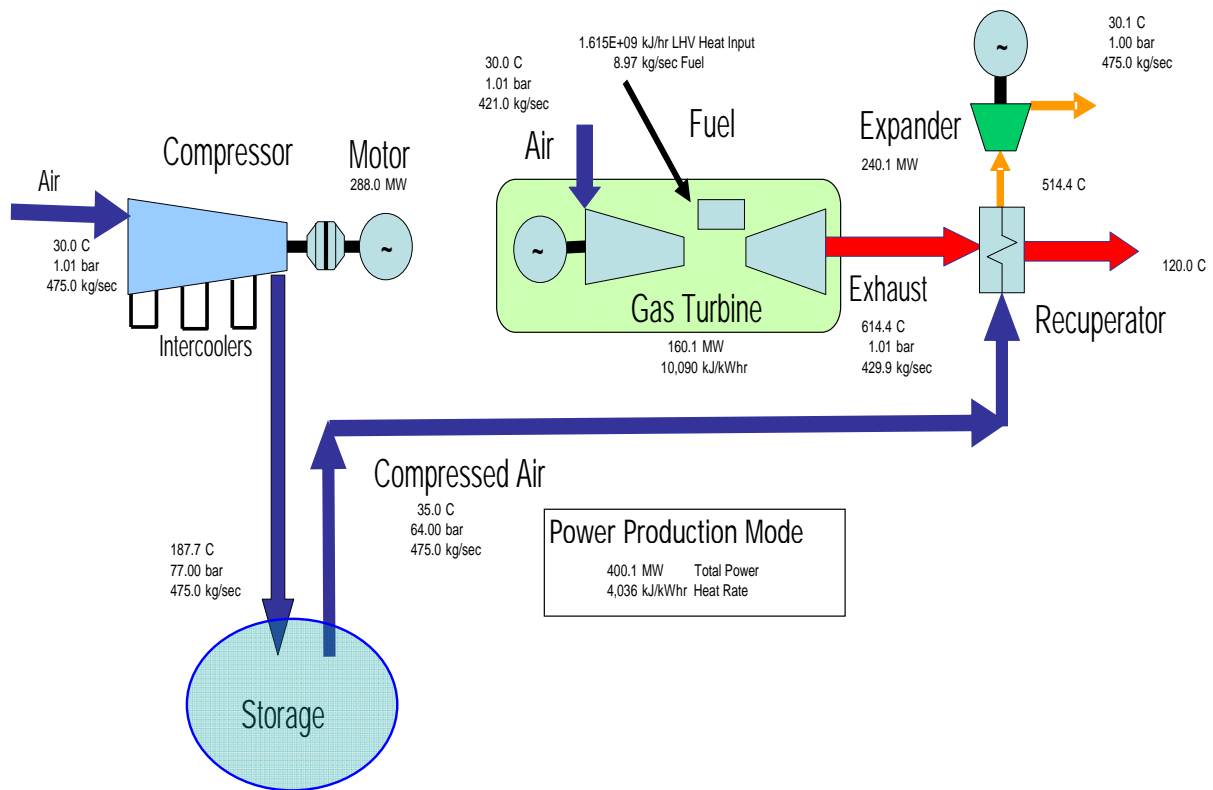 Air
30.0 C
1.01 bar
475.0 kg/sec
Compressor
Motor
288.0 MW
~
Intercoolers
187.7 C
77.00 bar
475.0 kg/sec
Storage
Compressed Air
35.0 C
64.00 bar
475.0 kg/sec
30.0 C
1.01 bar
421.0 kg/sec
Air
1.615E+09 kJ/hr LHV Heat Input
8.97 kg/sec Fuel
Fuel
~
Gas Turbine
160.1 MW
10,090 kJ/kWhr
Exhaust
614.4 C
1.01 bar
429.9 kg/sec
Expander
240.1 MW
~
30.1 C
1.00 bar
475.0 kg/sec
514.4 C
120.0 C
Recuperator
Power Production Mode
400.1 MW Total Power
4,036 kJ/kWhr Heat Rate